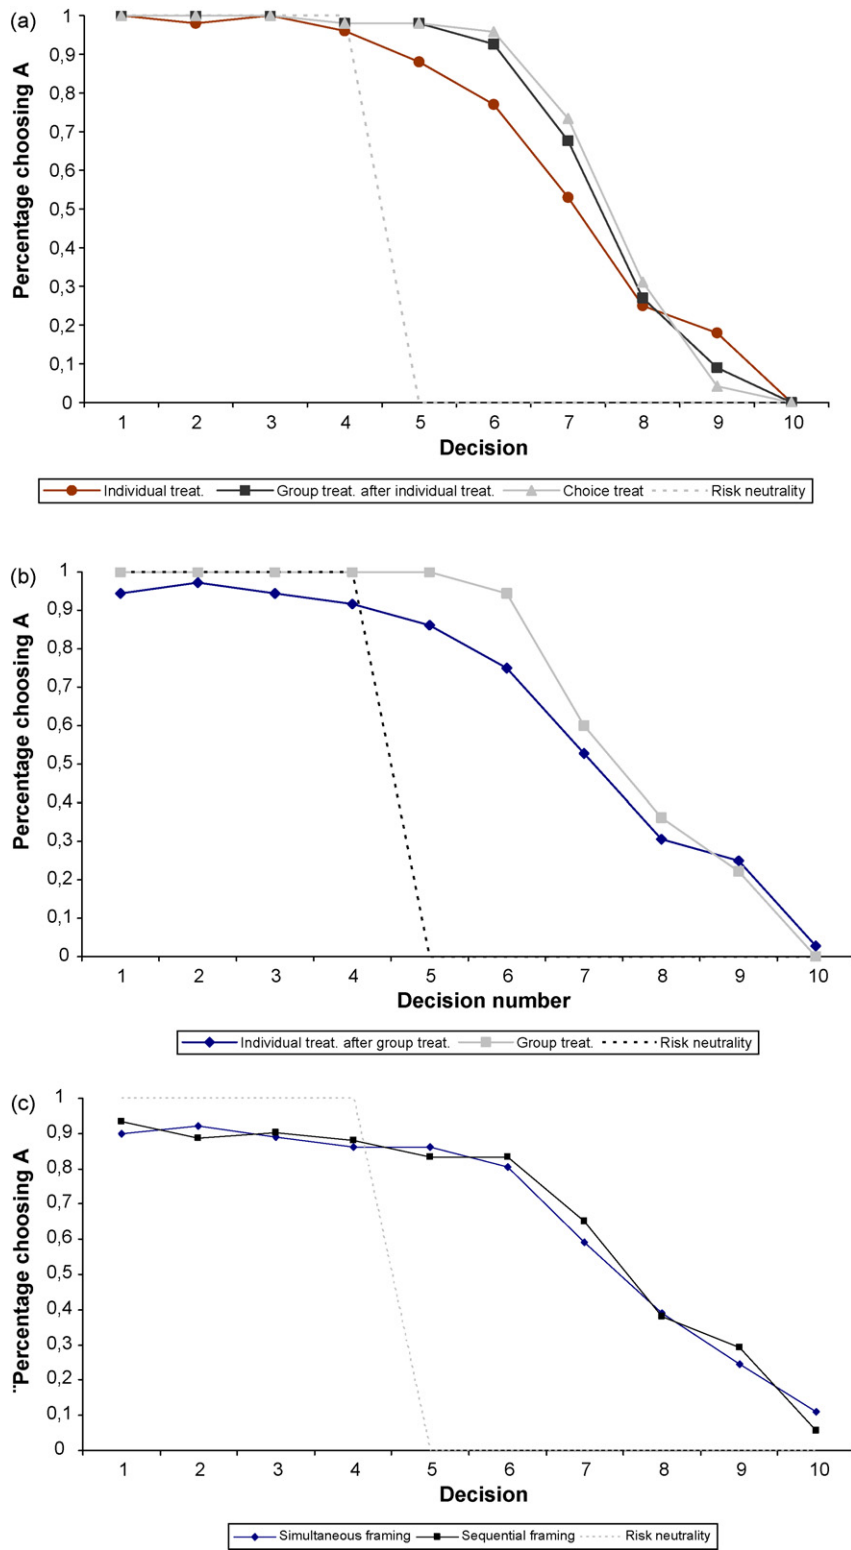 (a)
Percentage choosing A
1
0,9
0,8
0,7
0,6
0,5
0,4
0,3
0,2
0,1
0
1 2 3 4 5 6 7 8 9 10
Decision
Individual treat. Group treat. after individual treat. Choice treat Risk neutrality
(b)
Percentage choosing A
1
0,9
0,8
0,7
0,6
0,5
0,4
0,3
0,2
0,1
0
1 2 3 4 5 6 7 8 9 10
Decision number
Individual treat. after group treat. Group treat. Risk neutrality
(c)
"Percentage choosing A
1
0,9
0,8
0,7
0,6
0,5
0,4
0,3
0,2
0,1
0
1 2 3 4 5 6 7 8 9 10
Decision
Simultaneous framing Sequential framing Risk neutrality